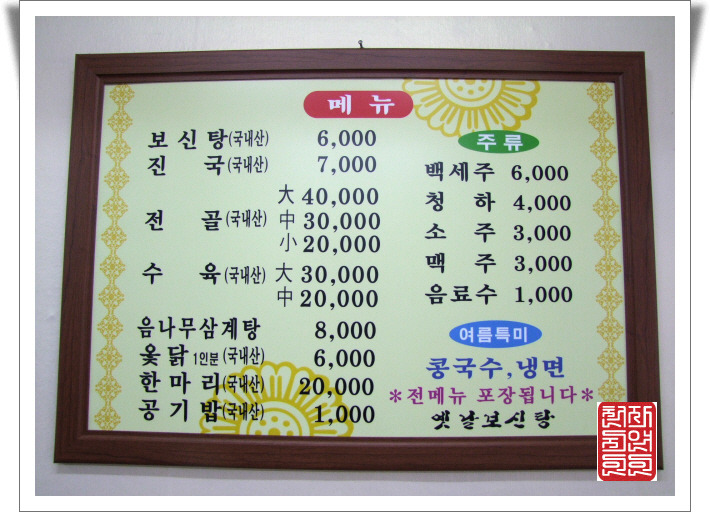 메뉴
보신탕(국내산) 6,000
진국 7,000
전골(국내산) 大 40,000
中 30,000
小 20,000
수육(국내산) 大 30,000
中 20,000
음나무삼계탕 8,000
옻닭 1인분(국내산) 6,000
한마리(국내산) 20,000
공기밥(국내산) 1,000
주류
백세주 6,000
청하 4,000
소주 3,000
맥주 3,000
음료수 1,000
여름특미
콩국수,냉면
*전메뉴 포장됩니다*
옛날보신탕